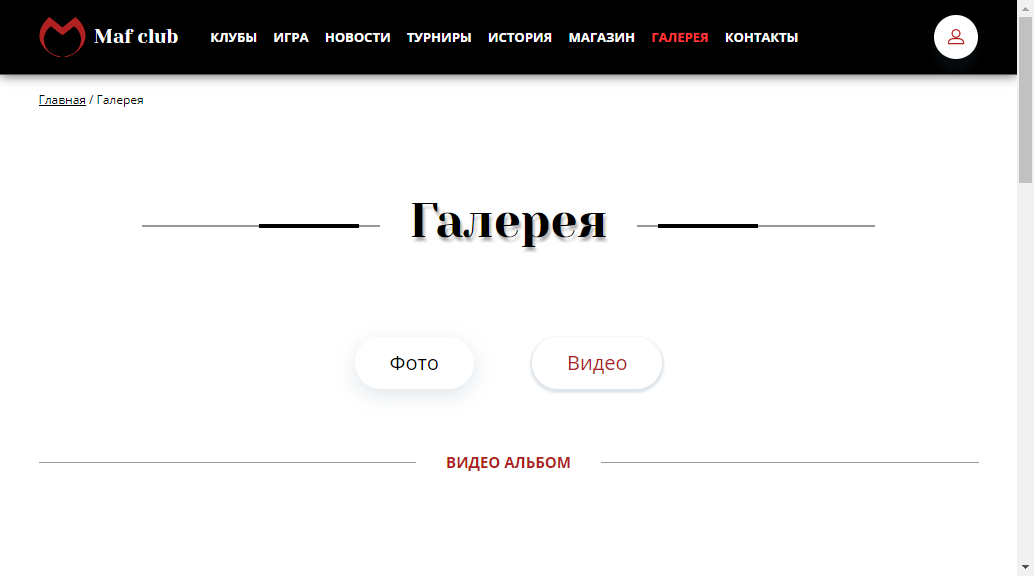 Maf club КЛУБЫ ИГРА НОВОСТИ ТУРНИРЫ ИСТОРИЯ МАГАЗИН ГАЛЕРЕЯ КОНТАКТЫ
Главная / Галерея
Галерея
Фото Видео
ВИДЕО АЛЬБОМ